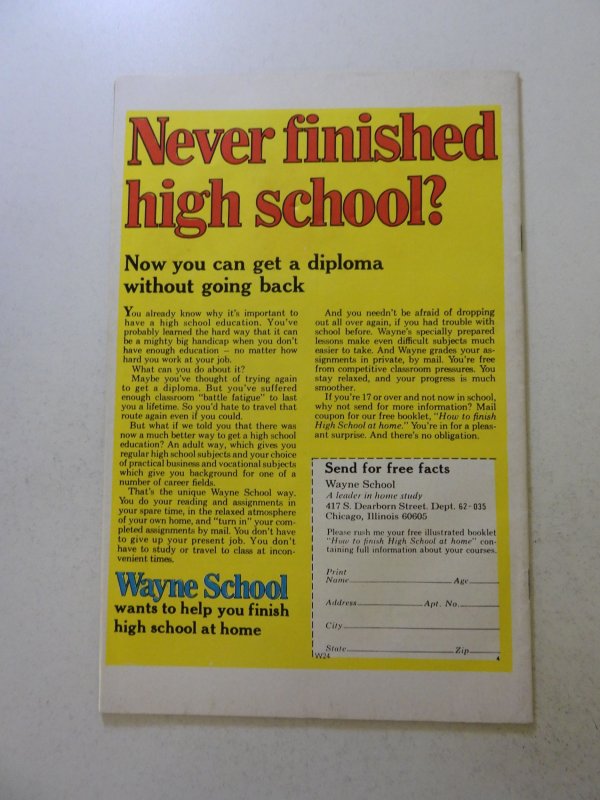 Never finished
high school?
Now you can get a diploma
without going back
You already know why it's important to
have a high school education. You've
probably learned the hard way that it can
be a mighty big handicap when you don't
have enough education — no matter how
hard you work at your job.
What can you do about it?
Maybe you've thought of trying again
to get a diploma. But you've suffered
enough classroom "battle fatigue" to last
you a lifetime. So you'd hate to travel that
route again even if you could.
But what if we told you that there was
now a much better way to get a high school
education? An adult way, which gives you
regular high school subjects and your choice
of practical business and vocational subjects
which give you background for one of a
number of career fields.
That's the unique Wayne School way.
You do your reading and assignments in
your spare time, in the relaxed atmosphere
of your own home, and "turn in" your com-
pleted assignments by mail. You don't have
to give up your present job. You don't
have to study or travel to class at incon-
venient times.
Wayne School
wants to help you finish
high school at home
And you needn't be afraid of dropping
out all over again, if you had trouble with
school before. Wayne's specially prepared
lessons make even difficult subjects much
easier to take. And Wayne grades your as-
signments in private, by mail. You're free
from competitive classroom pressures. You
stay relaxed, and your progress is much
smoother.
If you're 17 or over and not now in school,
why not send for more information? Mail
coupon for our free booklet, "How to finish
High School at home." You're in for a pleas-
ant surprise. And there's no obligation.
Send for free facts
Wayne School
A leader in home study
417 S. Dearborn Street. Dept. 62-035
Chicago, Illinois 60605
Please rush me your free illustrated booklet
"How to finish High School at home" con-
taining full information about your courses.
Print
Name Age
Address Apt. No.
City
State Zip
W24